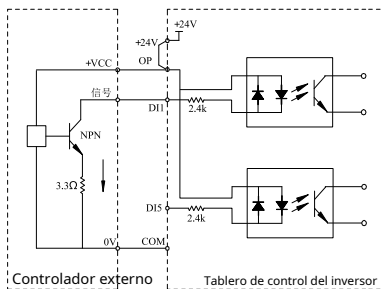 +24V
+24V
+VCC
OP
信号
DI1
2.4k
NPN
3.3Ω
DI5
2.4k
0V
COM
Controlador externo
Tablero de control del inversor